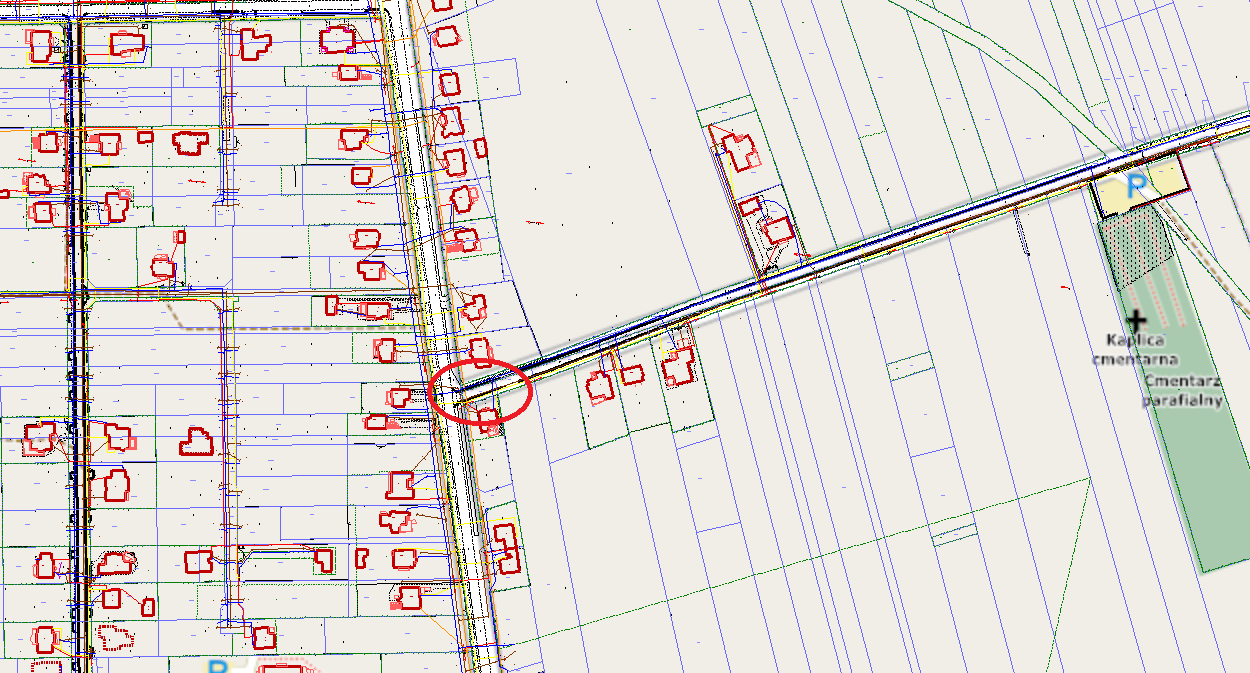 P
Kaplica
cmentarna
Cmentarz
parafialny
P